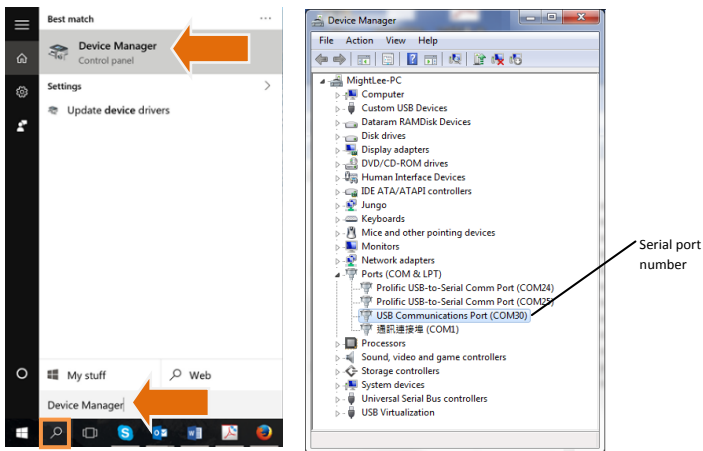 Best match
...
Device Manager
Control panel
Settings
Update device drivers
My stuff
Web
Device Manager
Device Manager
File Action View Help
MightLee-PC
Computer
Custom USB Devices
Dataram RAMDisk Devices
Disk drives
Display adapters
DVD/CD-ROM drives
Human Interface Devices
IDE ATA/ATAPI controllers
Jungo
Keyboards
Mice and other pointing devices
Monitors
Network adapters
Ports (COM & LPT)
Prolific USB-to-Serial Comm Port (COM24)
Prolific USB-to-Serial Comm Port (COM25)
USB Communications Port (COM30)
通訊連接埠 (COM1)
Processors
Sound, video and game controllers
Storage controllers
System devices
Universal Serial Bus controllers
USB Virtualization
Serial port
number